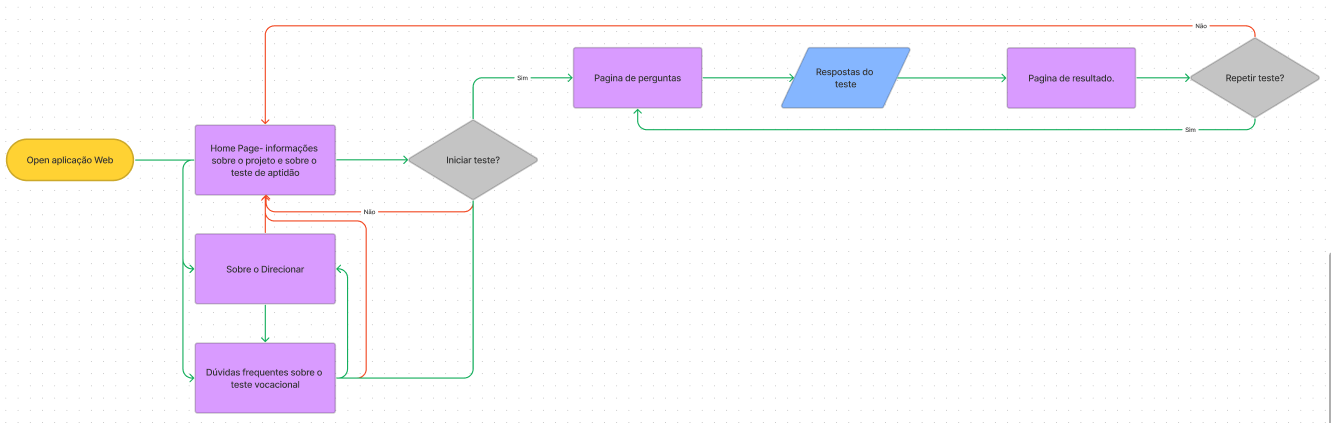 Não
Sim
Pagina de perguntas
Respostas do
teste
Pagina de resultado.
Repetir teste?
Sim
Open aplicação Web
Home Page- informações
sobre o projeto e sobre o
teste de aptidão
Iniciar teste?
Não
Sobre o Direcionar
Dúvidas frequentes sobre o
teste vocacional